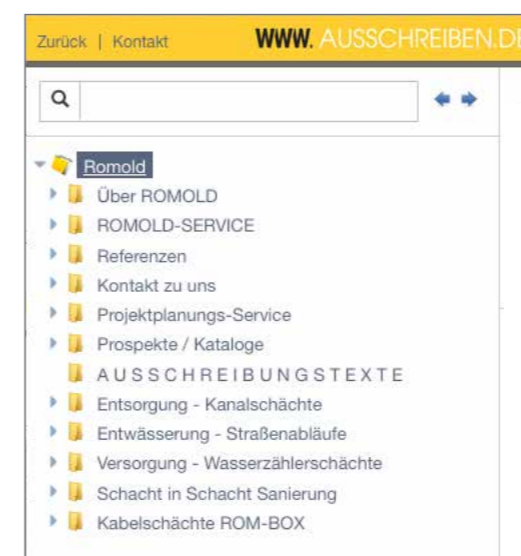 Zurück | Kontakt
WWW. AUSSCHREIBEN.DE
Romold
Über ROMOLD
ROMOLD-SERVICE
Referenzen
Kontakt zu uns
Projektplanungs-Service
Prospekte / Kataloge
A U S S C H R E I B U N G S T E X T E
Entsorgung - Kanalschächte
Entwässerung - Straßenabläufe
Versorgung - Wasserzählerschächte
Schacht in Schacht Sanierung
Kabelschächte ROM-BOX